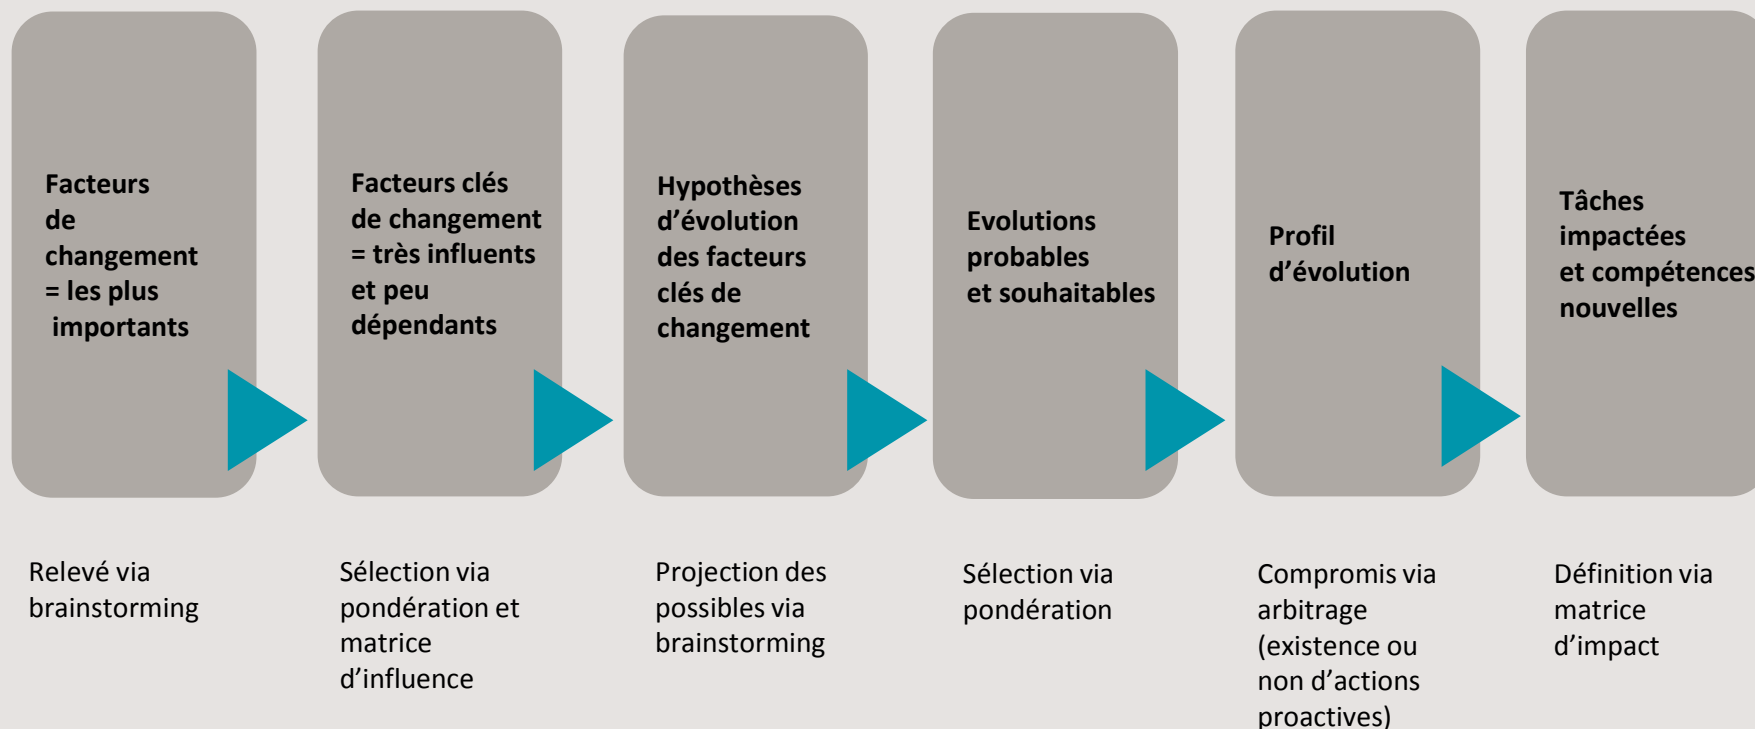 Facteurs
de
changement
= les plus
importants
Facteurs clés
de changement
= très influents
et peu
dépendants
Hypothèses
d’évolution
des facteurs
clés de
changement
Evolutions
probables
et souhaitables
Profil
d’évolution
Tâches
impactées
et compétences
nouvelles
Relevé via
brainstorming
Sélection via
pondération et
matrice
d’influence
Projection des
possibles via
brainstorming
Sélection via
pondération
Compromis via
arbitrage
(existence ou
non d’actions
proactives)
Définition via
matrice
d’impact